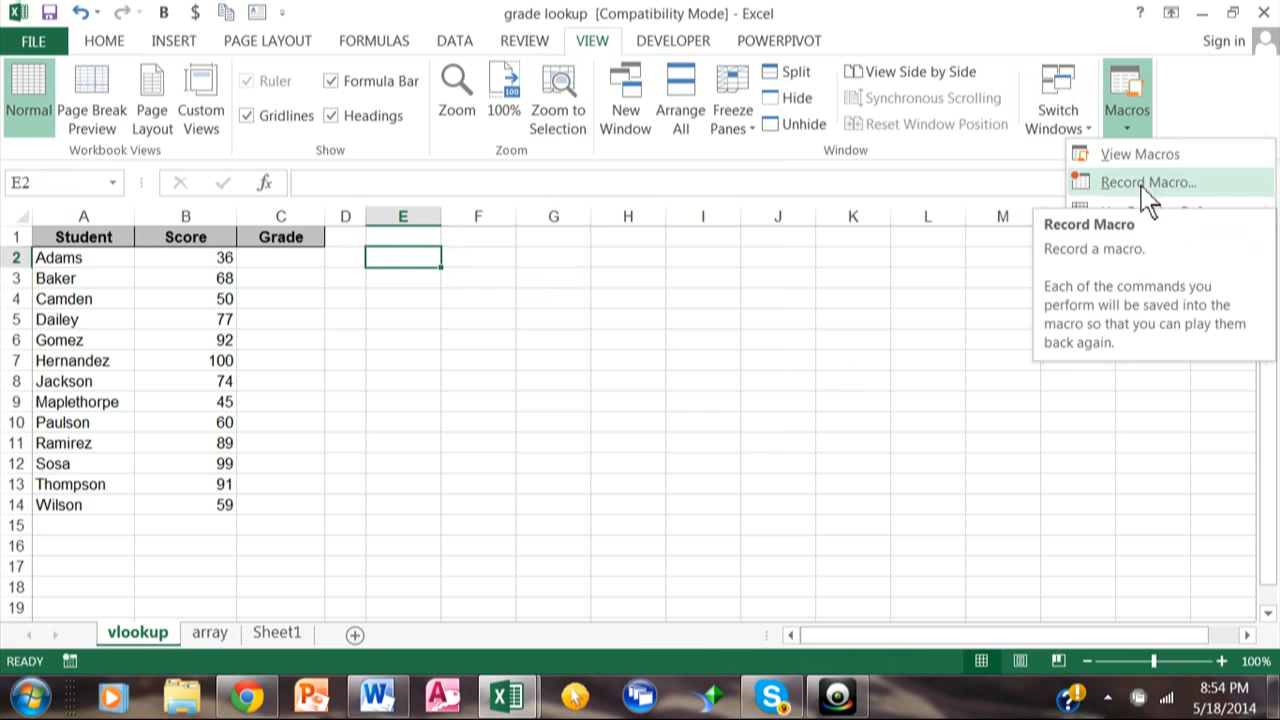 grade lookup [Compatibility Mode] - Excel
FILE HOME INSERT PAGE LAYOUT FORMULAS DATA REVIEW VIEW DEVELOPER POWERPIVOT Sign in
Normal
Page Break Preview
Page Layout
Custom Views
Workbook Views
Ruler
Formula Bar
Gridlines
Headings
Show
Zoom
100%
Zoom to Selection
Zoom
New Window
Arrange All
Freeze Panes
Split
Hide
Unhide
View Side by Side
Synchronous Scrolling
Reset Window Position
Window
Switch Windows
Macros
View Macros
Record Macro...
Record Macro
Record a macro.
Each of the commands you
perform will be saved into the
macro so that you can play them
back again.
E2 fx
A B C D E F G H I J K L M
1 Student Score Grade
2 Adams 36
3 Baker 68
4 Camden 50
5 Dailey 77
6 Gomez 92
7 Hernandez 100
8 Jackson 74
9 Maplethorpe 45
10 Paulson 60
11 Ramirez 89
12 Sosa 99
13 Thompson 91
14 Wilson 59
15
16
17
18
19
vlookup array Sheet1
READY 100%
8:54 PM
5/18/2014